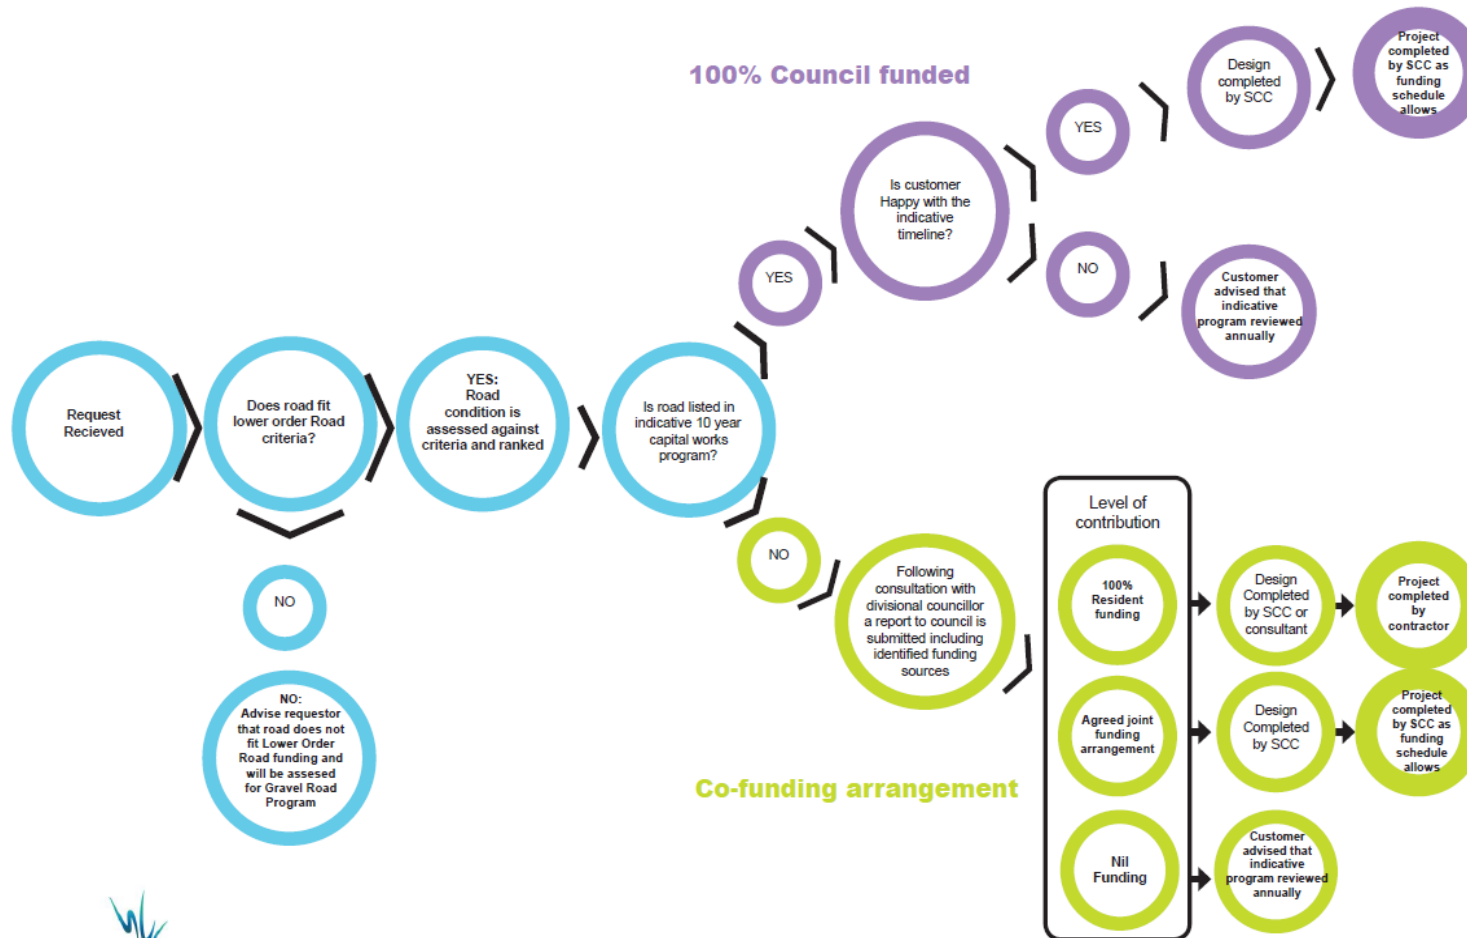 100% Council funded
Request
Recieved
Does road fit
lower order Road
criteria?
NO
NO:
Advise requestor
that road does not
fit Lower Order
Road funding and
will be assesed
for Gravel Road
Program
YES:
Road
condition is
assessed against
criteria and ranked
Is road listed in
indicative 10 year
capital works
program?
YES
Is customer
Happy with the
indicative
timeline?
YES
Design
completed
by SCC
Project
completed
by SCC as
funding
schedule
allows
NO
Customer
advised that
indicative
program reviewed
annually
NO
Following
consultation with
divisional councillor
a report to council is
submitted including
identified funding
sources
Co-funding arrangement
Level of
contribution
100%
Resident
funding
Design
Completed
by SCC or
consultant
Project
completed
by
contractor
Agreed joint
funding
arrangement
Design
Completed
by SCC
Project
completed
by SCC as
funding
schedule
allows
Nil
Funding
Customer
advised that
indicative
program reviewed
annually